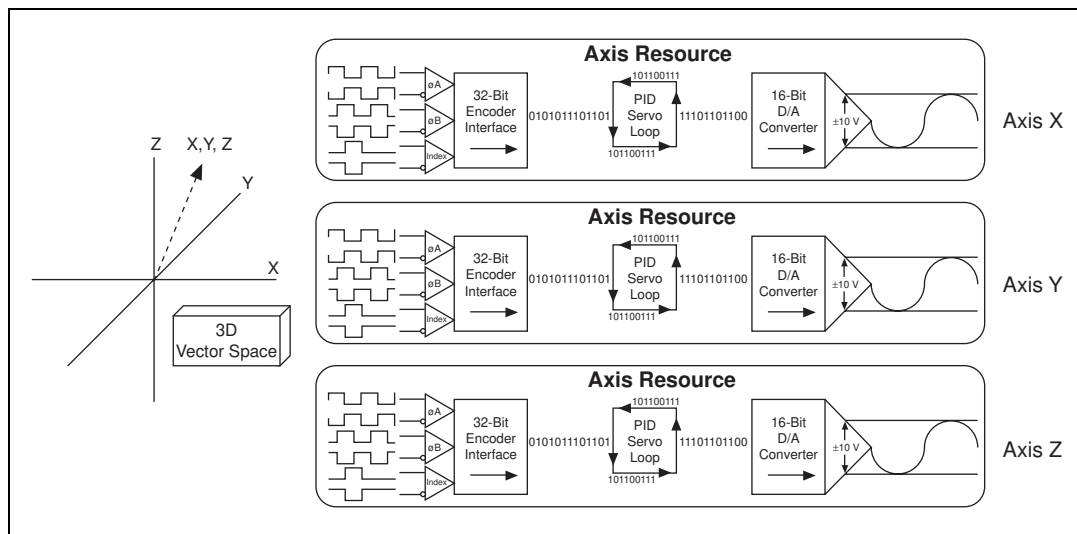 Z
X,Y, Z
Y
X
3D
Vector Space
Axis Resource
øA
øB
Index
32-Bit
Encoder
Interface
0101011101101
101100111
PID
Servo
Loop
101100111
11101101100
16-Bit
D/A
Converter
±10 V
Axis X
Axis Resource
øA
øB
Index
32-Bit
Encoder
Interface
0101011101101
101100111
PID
Servo
Loop
101100111
11101101100
16-Bit
D/A
Converter
±10 V
Axis Y
Axis Resource
øA
øB
Index
32-Bit
Encoder
Interface
0101011101101
101100111
PID
Servo
Loop
101100111
11101101100
16-Bit
D/A
Converter
±10 V
Axis Z